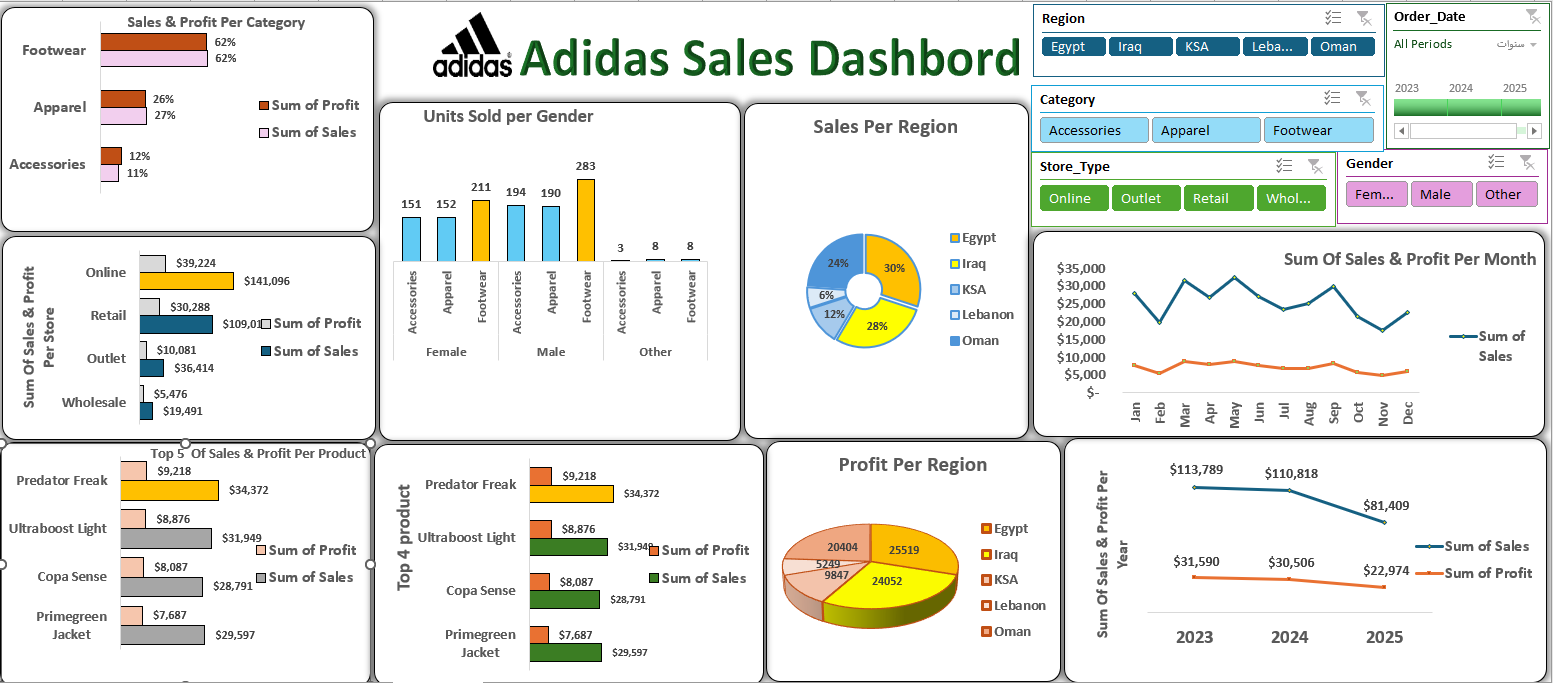 Sales & Profit Per Category
Footwear
62%
62%
Apparel
26%
27%
Accessories
12%
11%
Sum of Profit
Sum of Sales
adidas®
Adidas Sales Dashbord
Region
Egypt
Iraq
KSA
Leba...
Oman
Order_Date
All Periods
سنوات
2023
2024
2025
Category
Accessories
Apparel
Footwear
Store_Type
Online
Outlet
Retail
Whol...
Gender
Fem...
Male
Other
Sum Of Sales & Profit
Per Store
Online
$39,224
$141,096
Retail
$30,288
$109,01
Outlet
$10,081
$36,414
Wholesale
$5,476
$19,491
Sum of Profit
Sum of Sales
Units Sold per Gender
151
152
211
194
190
283
3
8
8
Accessories
Apparel
Footwear
Accessories
Apparel
Footwear
Accessories
Apparel
Footwear
Female
Male
Other
Sales Per Region
30%
28%
12%
6%
24%
Egypt
Iraq
KSA
Lebanon
Oman
Sum Of Sales & Profit Per Month
$35,000
$30,000
$25,000
$20,000
$15,000
$10,000
$5,000
$-
Jan
Feb
Mar
Apr
May
Jun
Jul
Aug
Sep
Oct
Nov
Dec
Sum of
Sales
Top 5 Of Sales & Profit Per Product
Predator Freak
$9,218
$34,372
Ultraboost Light
$8,876
$31,949
Copa Sense
$8,087
$28,791
Primegreen
Jacket
$7,687
$29,597
Sum of Profit
Sum of Sales
Top 4 product
Predator Freak
$9,218
$34,372
Ultraboost Light
$8,876
$31,949
Copa Sense
$8,087
$28,791
Primegreen
Jacket
$7,687
$29,597
Sum of Profit
Sum of Sales
Profit Per Region
25519
24052
9847
5249
20404
Egypt
Iraq
KSA
Lebanon
Oman
Sum Of Sales & Profit Per
Year
$113,789
$110,818
$81,409
$31,590
$30,506
$22,974
2023
2024
2025
Sum of Sales
Sum of Profit